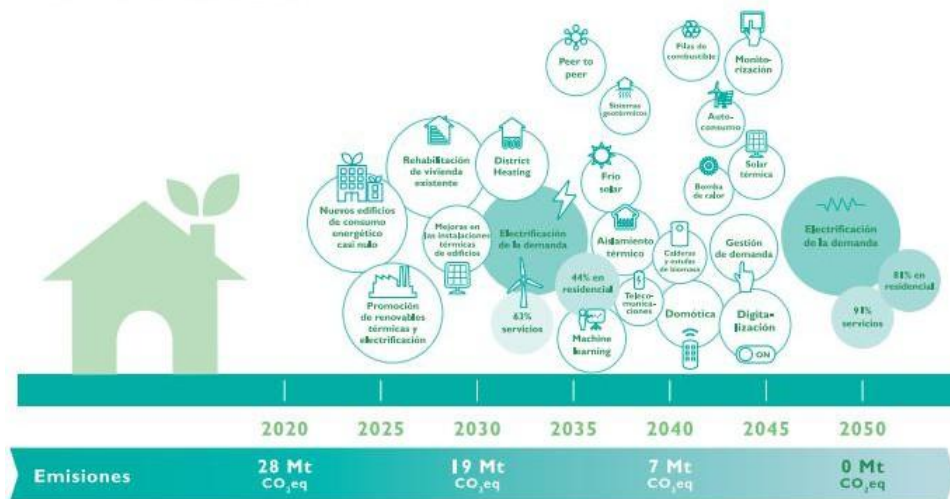 Peer to
peer
Pilas de
combustible
Monito-
rización
Sistemas
geotérmicos
Auto-
consumo
Rehabilitación
de vivienda
existente
District
Heating
Frío
solar
Bomba
de calor
Solar
térmica
Nuevos edificios
de consumo
energético
casi nulo
Mejoras en
las instalaciones
térmicas
de edificios
Electrificación
de la demanda
Aislamiento
térmico
Calderas
y estufas
de biomasa
Gestión
de demanda
Electrificación
de la demanda
44% en
residencial
81% en
residencial
Promoción
de renovables
térmicas y
electrificación
63%
servicios
Teleco-
municaciones
Domótica
Digita-
lización
91%
servicios
Machine
learning
ON
2020 2025 2030 2035 2040 2045 2050
Emisiones 28 Mt 19 Mt 7 Mt 0 Mt
CO₂eq CO₂eq CO₂eq CO₂eq